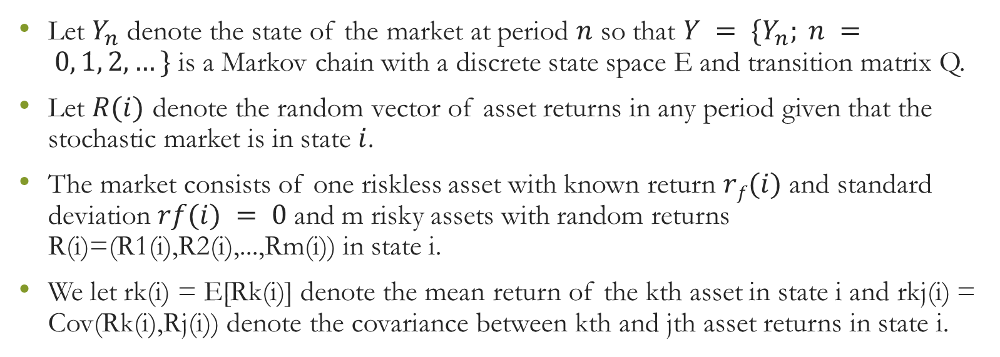 • Let Yₙ denote the state of the market at period n so that Y = {Yₙ; n =
0, 1, 2, ... } is a Markov chain with a discrete state space E and transition matrix Q.
• Let R(i) denote the random vector of asset returns in any period given that the
stochastic market is in state i.
• The market consists of one riskless asset with known return r_f(i) and standard
deviation rf(i) = 0 and m risky assets with random returns
R(i)=(R1(i),R2(i),...,Rm(i)) in state i.
• We let rk(i) = E[Rk(i)] denote the mean return of the kth asset in state i and rkj(i) =
Cov(Rk(i),Rj(i)) denote the covariance between kth and jth asset returns in state i.